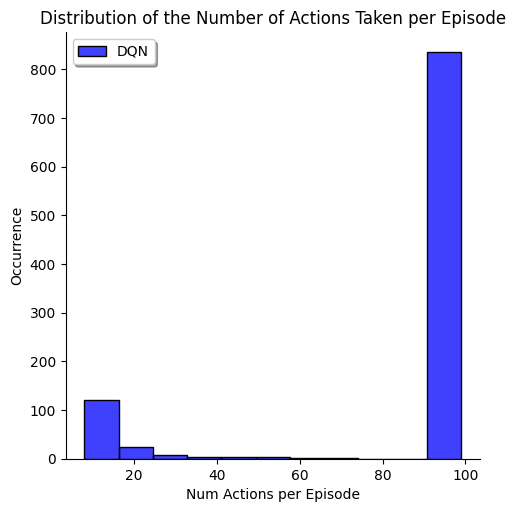 Distribution of the Number of Actions Taken per Episode
DQN
800
700
600
500
400
300
200
100
0
Occurrence
20 40 60 80 100
Num Actions per Episode